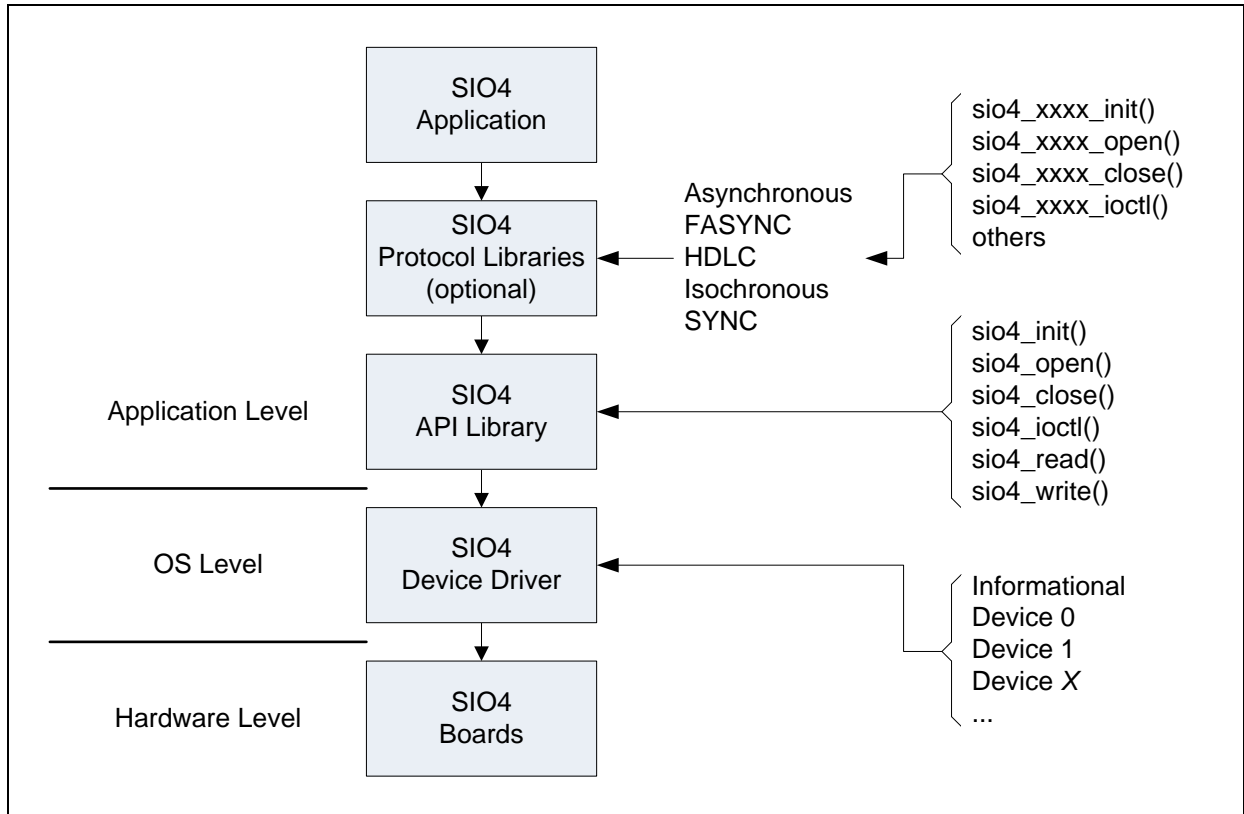 SIO4
Application
SIO4
Protocol Libraries
(optional)
Asynchronous
FASYNC
HDLC
Isochronous
SYNC
sio4_xxxx_init()
sio4_xxxx_open()
sio4_xxxx_close()
sio4_xxxx_ioctl()
others
Application Level
SIO4
API Library
sio4_init()
sio4_open()
sio4_close()
sio4_ioctl()
sio4_read()
sio4_write()
OS Level
SIO4
Device Driver
Informational
Device 0
Device 1
Device X
...
Hardware Level
SIO4
Boards